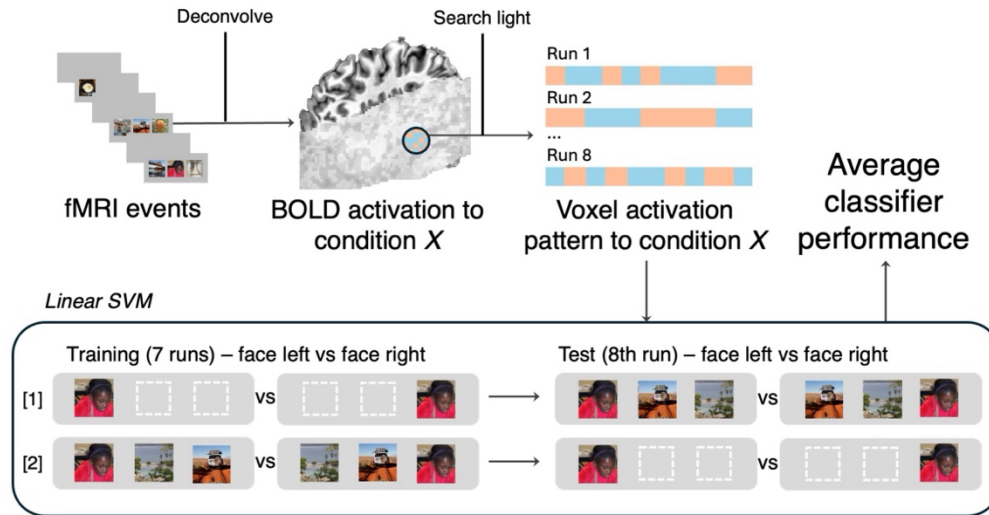 Deconvolve
Search light
Run 1
Run 2
...
Run 8
fMRI events
BOLD activation to
condition X
Voxel activation
pattern to condition X
Average
classifier
performance
Linear SVM
Training (7 runs) – face left vs face right
Test (8th run) – face left vs face right
[1]
vs
vs
[2]
vs
vs